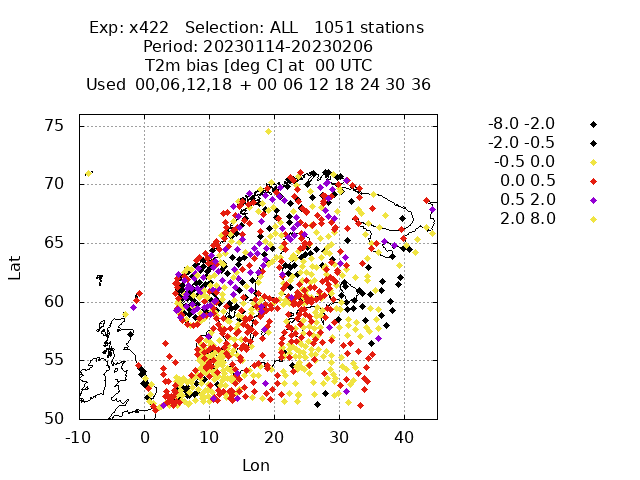 Exp: x422   Selection: ALL   1051 stations
Period: 20230114-20230206
T2m bias [deg C] at  00 UTC
Used  00,06,12,18 + 00 06 12 18 24 30 36
-8.0 -2.0
-2.0 -0.5
-0.5 0.0
0.0 0.5
0.5 2.0
2.0 8.0
75
70
65
60
55
50
Lat
-10 0 10 20 30 40
Lon